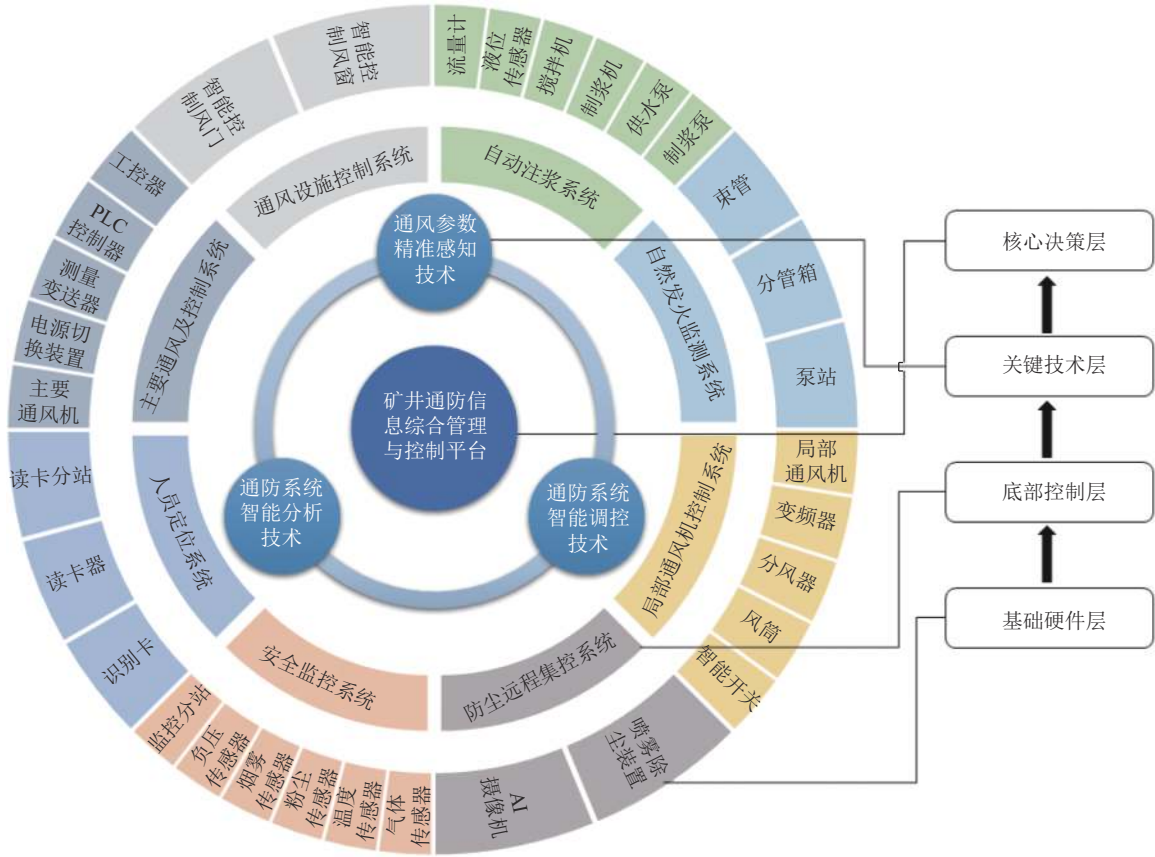 智能控
制风窗
智能控
制风门
流量计
液位
传感器
搅拌机
制浆机
供水泵
制浆泵
束管
分管箱
泵站
局部
通风机
变频器
分风器
风筒
智能开关
喷雾除
尘装置
AI
摄像机
气体
传感器
温度
传感器
粉尘
传感器
烟雾
传感器
负压
传感器
监控分站
识别卡
读卡器
读卡分站
主要
通风机
电源切
换装置
测量
变送器
PLC
控制器
工控器
通风设施控制系统
自动注浆系统
自然发火监测系统
局部通风机控制系统
防尘远程集控系统
安全监控系统
人员定位系统
主要通风及控制系统
通风参数
精准感知
技术
矿井通防信
息综合管理
与控制平台
通防系统
智能分析
技术
通防系统
智能调控
技术
核心决策层
关键技术层
底部控制层
基础硬件层